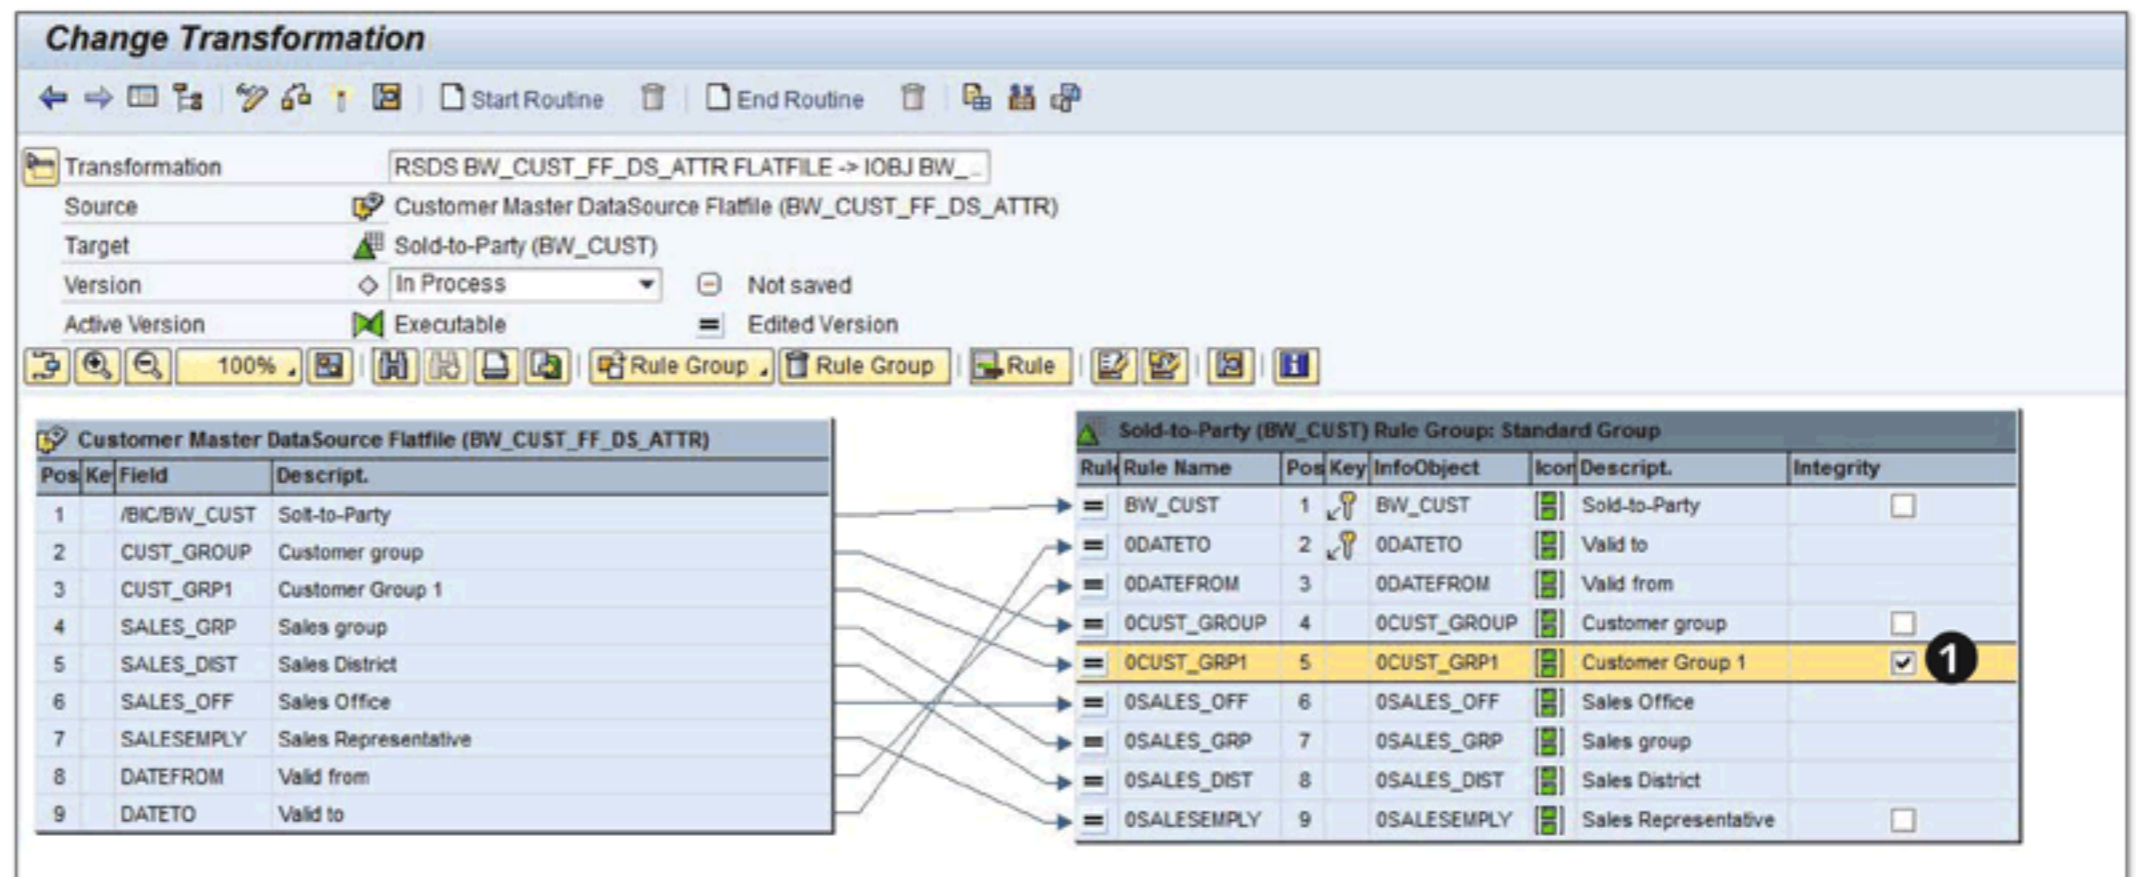 Change Transformation
Start Routine End Routine
Transformation RSDS BW_CUST_FF_DS_ATTR FLATFILE -> IOBJ BW_...
Source Customer Master DataSource Flatfile (BW_CUST_FF_DS_ATTR)
Target Sold-to-Party (BW_CUST)
Version In Process Not saved
Active Version Executable Edited Version
100% Rule Group Rule Group Rule
Customer Master DataSource Flatfile (BW_CUST_FF_DS_ATTR)
Pos Ke Field Descript.
1 /BIC/BW_CUST Solt-to-Party
2 CUST_GROUP Customer group
3 CUST_GRP1 Customer Group 1
4 SALES_GRP Sales group
5 SALES_DIST Sales District
6 SALES_OFF Sales Office
7 SALESEMPLY Sales Representative
8 DATEFROM Valid from
9 DATETO Valid to
Sold-to-Party (BW_CUST) Rule Group: Standard Group
Rule Rule Name Pos Key InfoObject Icon Descript. Integrity
BW_CUST 1 BW_CUST Sold-to-Party
0DATETO 2 0DATETO Valid to
0DATEFROM 3 0DATEFROM Valid from
0CUST_GROUP 4 0CUST_GROUP Customer group
0CUST_GRP1 5 0CUST_GRP1 Customer Group 1 1
0SALES_OFF 6 0SALES_OFF Sales Office
0SALES_GRP 7 0SALES_GRP Sales group
0SALES_DIST 8 0SALES_DIST Sales District
0SALESEMPLY 9 0SALESEMPLY Sales Representative